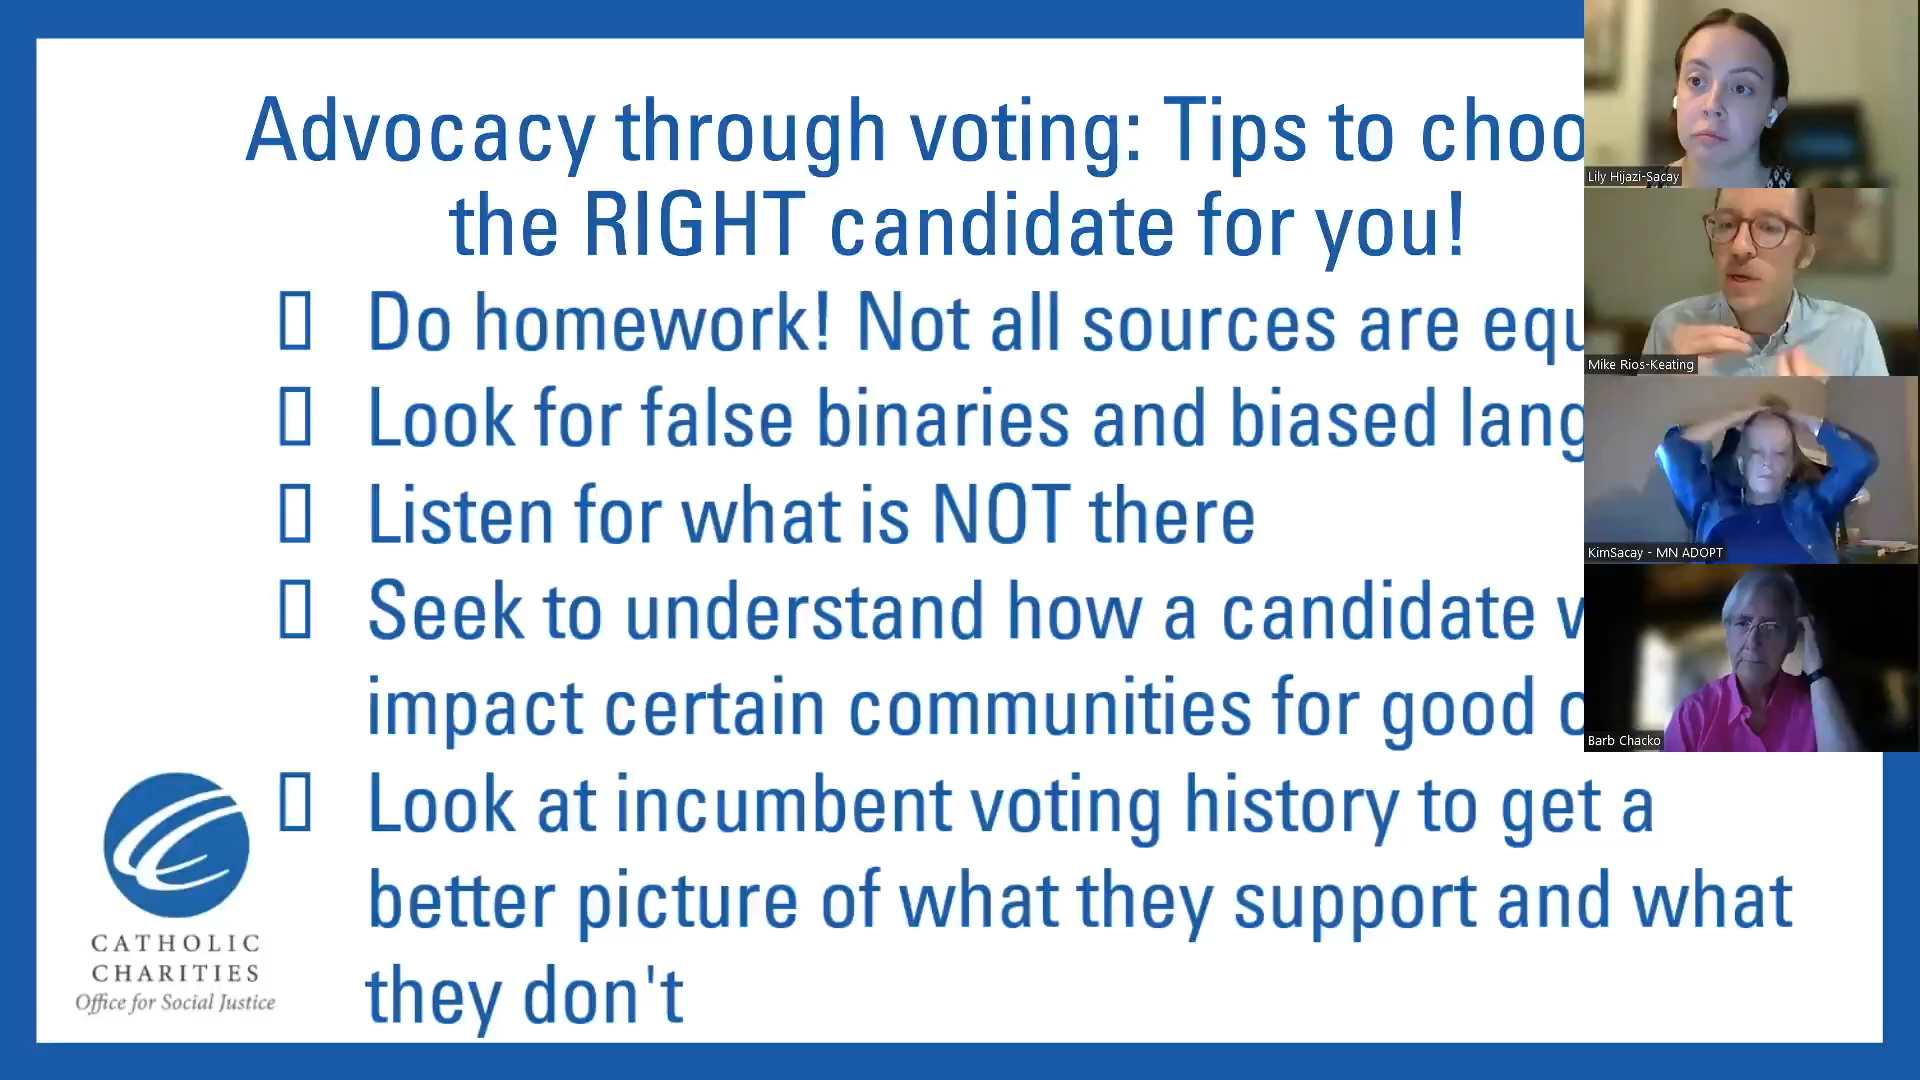 Advocacy through voting: Tips to choo
the RIGHT candidate for you!
Do homework! Not all sources are equ
Look for false binaries and biased lang
Listen for what is NOT there
Seek to understand how a candidate
impact certain communities for good
Look at incumbent voting history to get a
better picture of what they support and what
they don't
CATHOLIC
CHARITIES
Office for Social Justice
Lily Hijazi-Sacay
Mike Rios-Keating
KimSacay - MN ADOPT
Barb Chacko